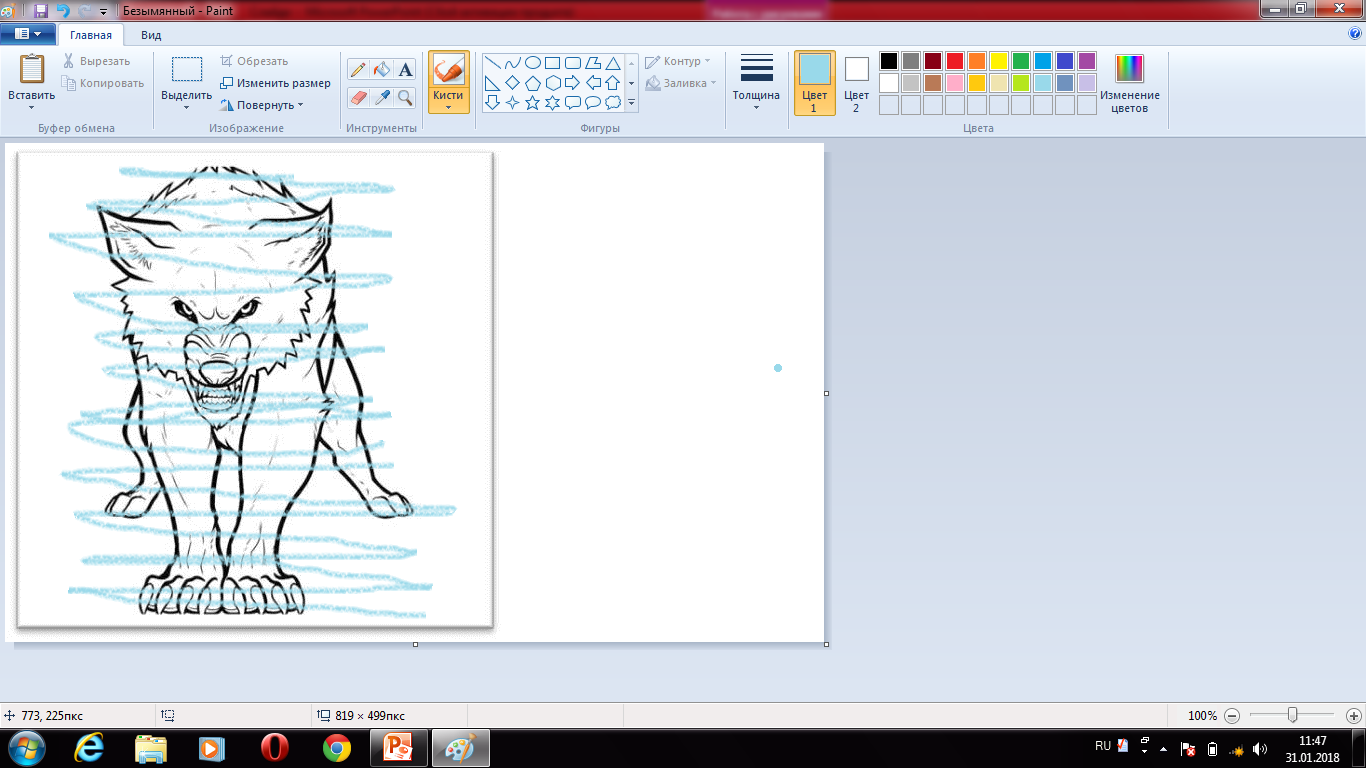 Безымянный - Paint
Главная Вид
Вставить
Вырезать
Копировать
Буфер обмена
Выделить
Обрезать
Изменить размер
Повернуть
Изображение
A
Инструменты
Кисти
Фигуры
Контур
Заливка
Толщина
Цвет
1
Цвет
2
Изменение
цветов
Цвета
773, 225пкс
819 × 499пкс
100%
RU
11:47
31.01.2018